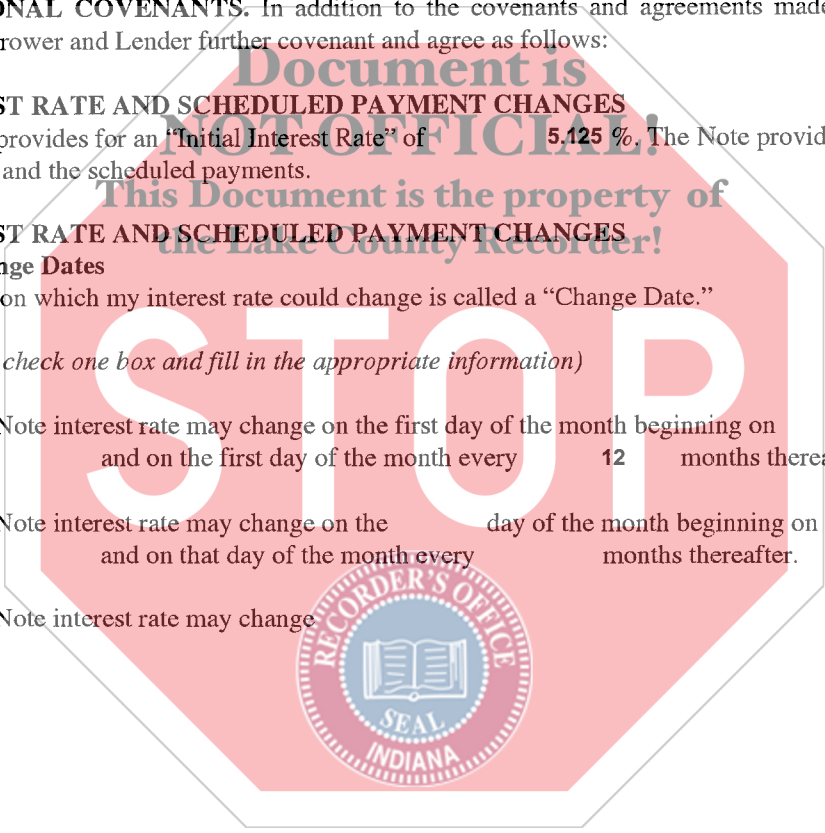 ONAL COVENANTS. In addition to the covenants and agreements made
rower and Lender further covenant and agree as follows:
Document is
ST RATE AND SCHEDULED PAYMENT CHANGES
provides for an “Initial Interest Rate” of 5.125 %. The Note provid
NOT OFFICIAL!
and the scheduled payments.
This Document is the property of
ST RATE AND SCHEDULED PAYMENT CHANGES
the Lake County Recorder!
nge Dates
on which my interest rate could change is called a “Change Date.”
check one box and fill in the appropriate information)
STOP
Note interest rate may change on the first day of the month beginning on
and on the first day of the month every 12 months therea
Note interest rate may change on the day of the month beginning on
and on that day of the month every months thereafter.
Note interest rate may change
RECORDER'S OFFICE
SEAL
INDIANA